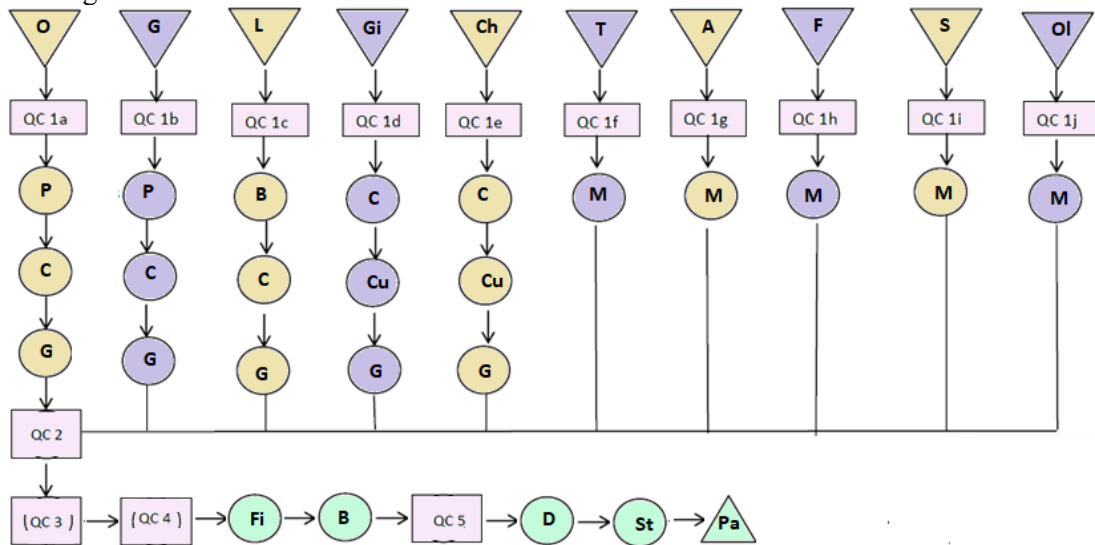 O G L Gi Ch T A F S Ol
QC 1a QC 1b QC 1c QC 1d QC 1e QC 1f QC 1g QC 1h QC 1i QC 1j
P P B C C M M M M M
C C C Cu Cu
G G G G G
QC 2
(QC 3) (QC 4) Fi B QC 5 D St Pa